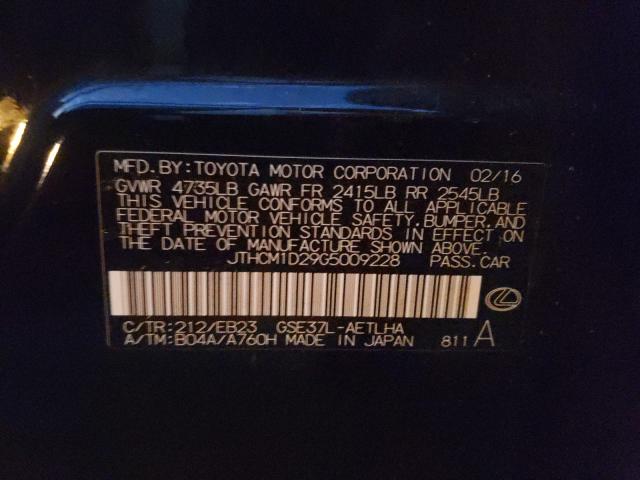 MFD.BY:TOYOTA MOTOR CORPORATION 02/16
GVWR 4735LB GAWR FR 2415LB RR 2545LB
THIS VEHICLE CONFORMS TO ALL APPLICABLE
FEDERAL MOTOR VEHICLE SAFETY, BUMPER, AND
THEFT PREVENTION STANDARDS IN EFFECT ON
THE DATE OF MANUFACTURE SHOWN ABOVE.
JTHCM1D29G5009228 PASS.CAR
C/TR:212/EB23 GSE37L-AETLHA
A/TM:B04A/A760H MADE IN JAPAN 811 A